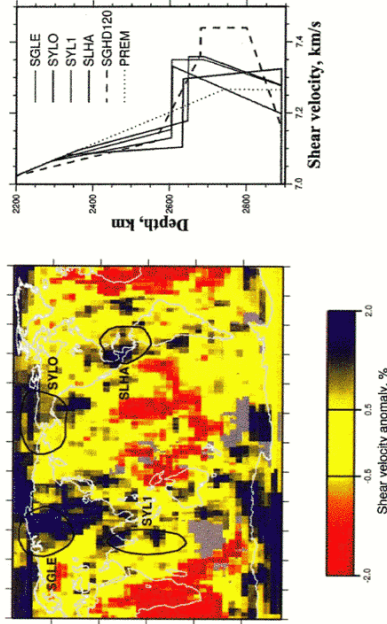 SGLE
SYLO
SYL1
SLHA
-2.0 -0.5 0.5 2.0
Shear velocity anomaly, %
2200 2400 2600 2800
Depth, km
7.0 7.2 7.4
Shear velocity, km/s
SGLE
SYLO
SYL1
SLHA
SGHD120
PREM